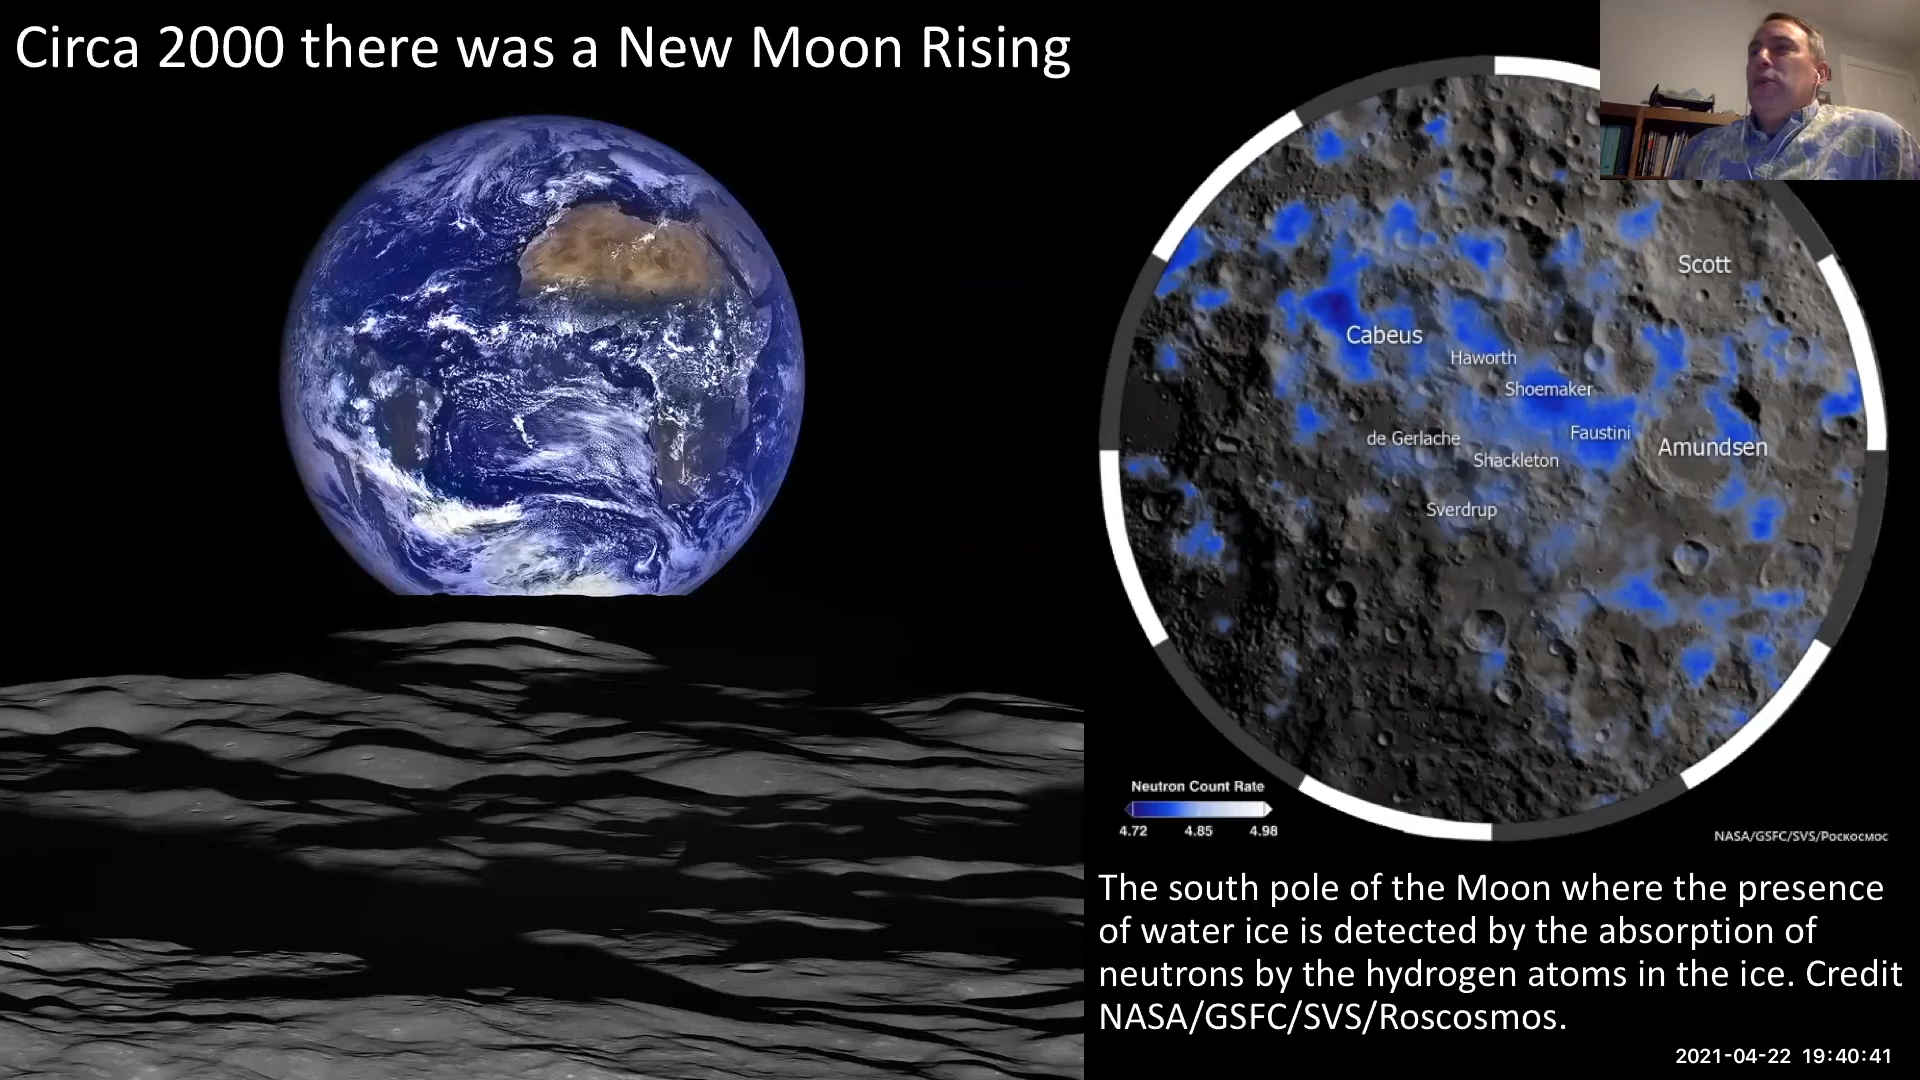 Circa 2000 there was a New Moon Rising
Scott
Cabeus
Haworth
Shoemaker
Faustini
de Gerlache
Amundsen
Shackleton
Sverdrup
Neutron Count Rate
4.72 4.85 4.98
NASA/GSFC/SVS/Роскосмос
The south pole of the Moon where the presence
of water ice is detected by the absorption of
neutrons by the hydrogen atoms in the ice. Credit
NASA/GSFC/SVS/Roscosmos.
2021-04-22 19:40:41